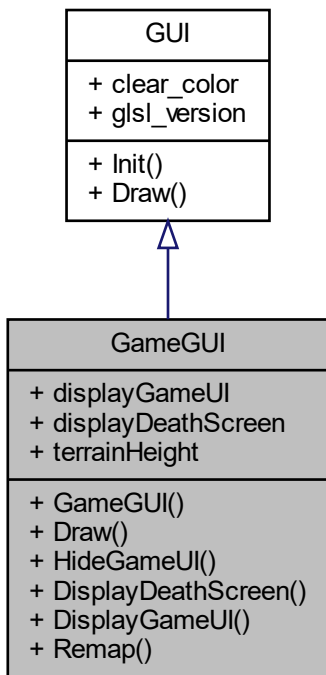 GUI
+ clear_color
+ glsl_version
+ Init()
+ Draw()
GameGUI
+ displayGameUI
+ displayDeathScreen
+ terrainHeight
+ GameGUI()
+ Draw()
+ HideGameUI()
+ DisplayDeathScreen()
+ DisplayGameUI()
+ Remap()